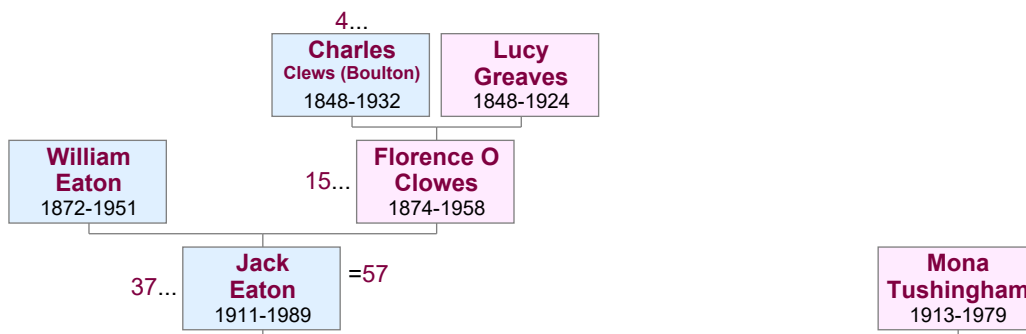 4...
Charles
Clews (Boulton)
1848-1932
Lucy
Greaves
1848-1924
William
Eaton
1872-1951
15...
Florence O
Clowes
1874-1958
37...
Jack
Eaton
1911-1989
=57
Mona
Tushingham
1913-1979